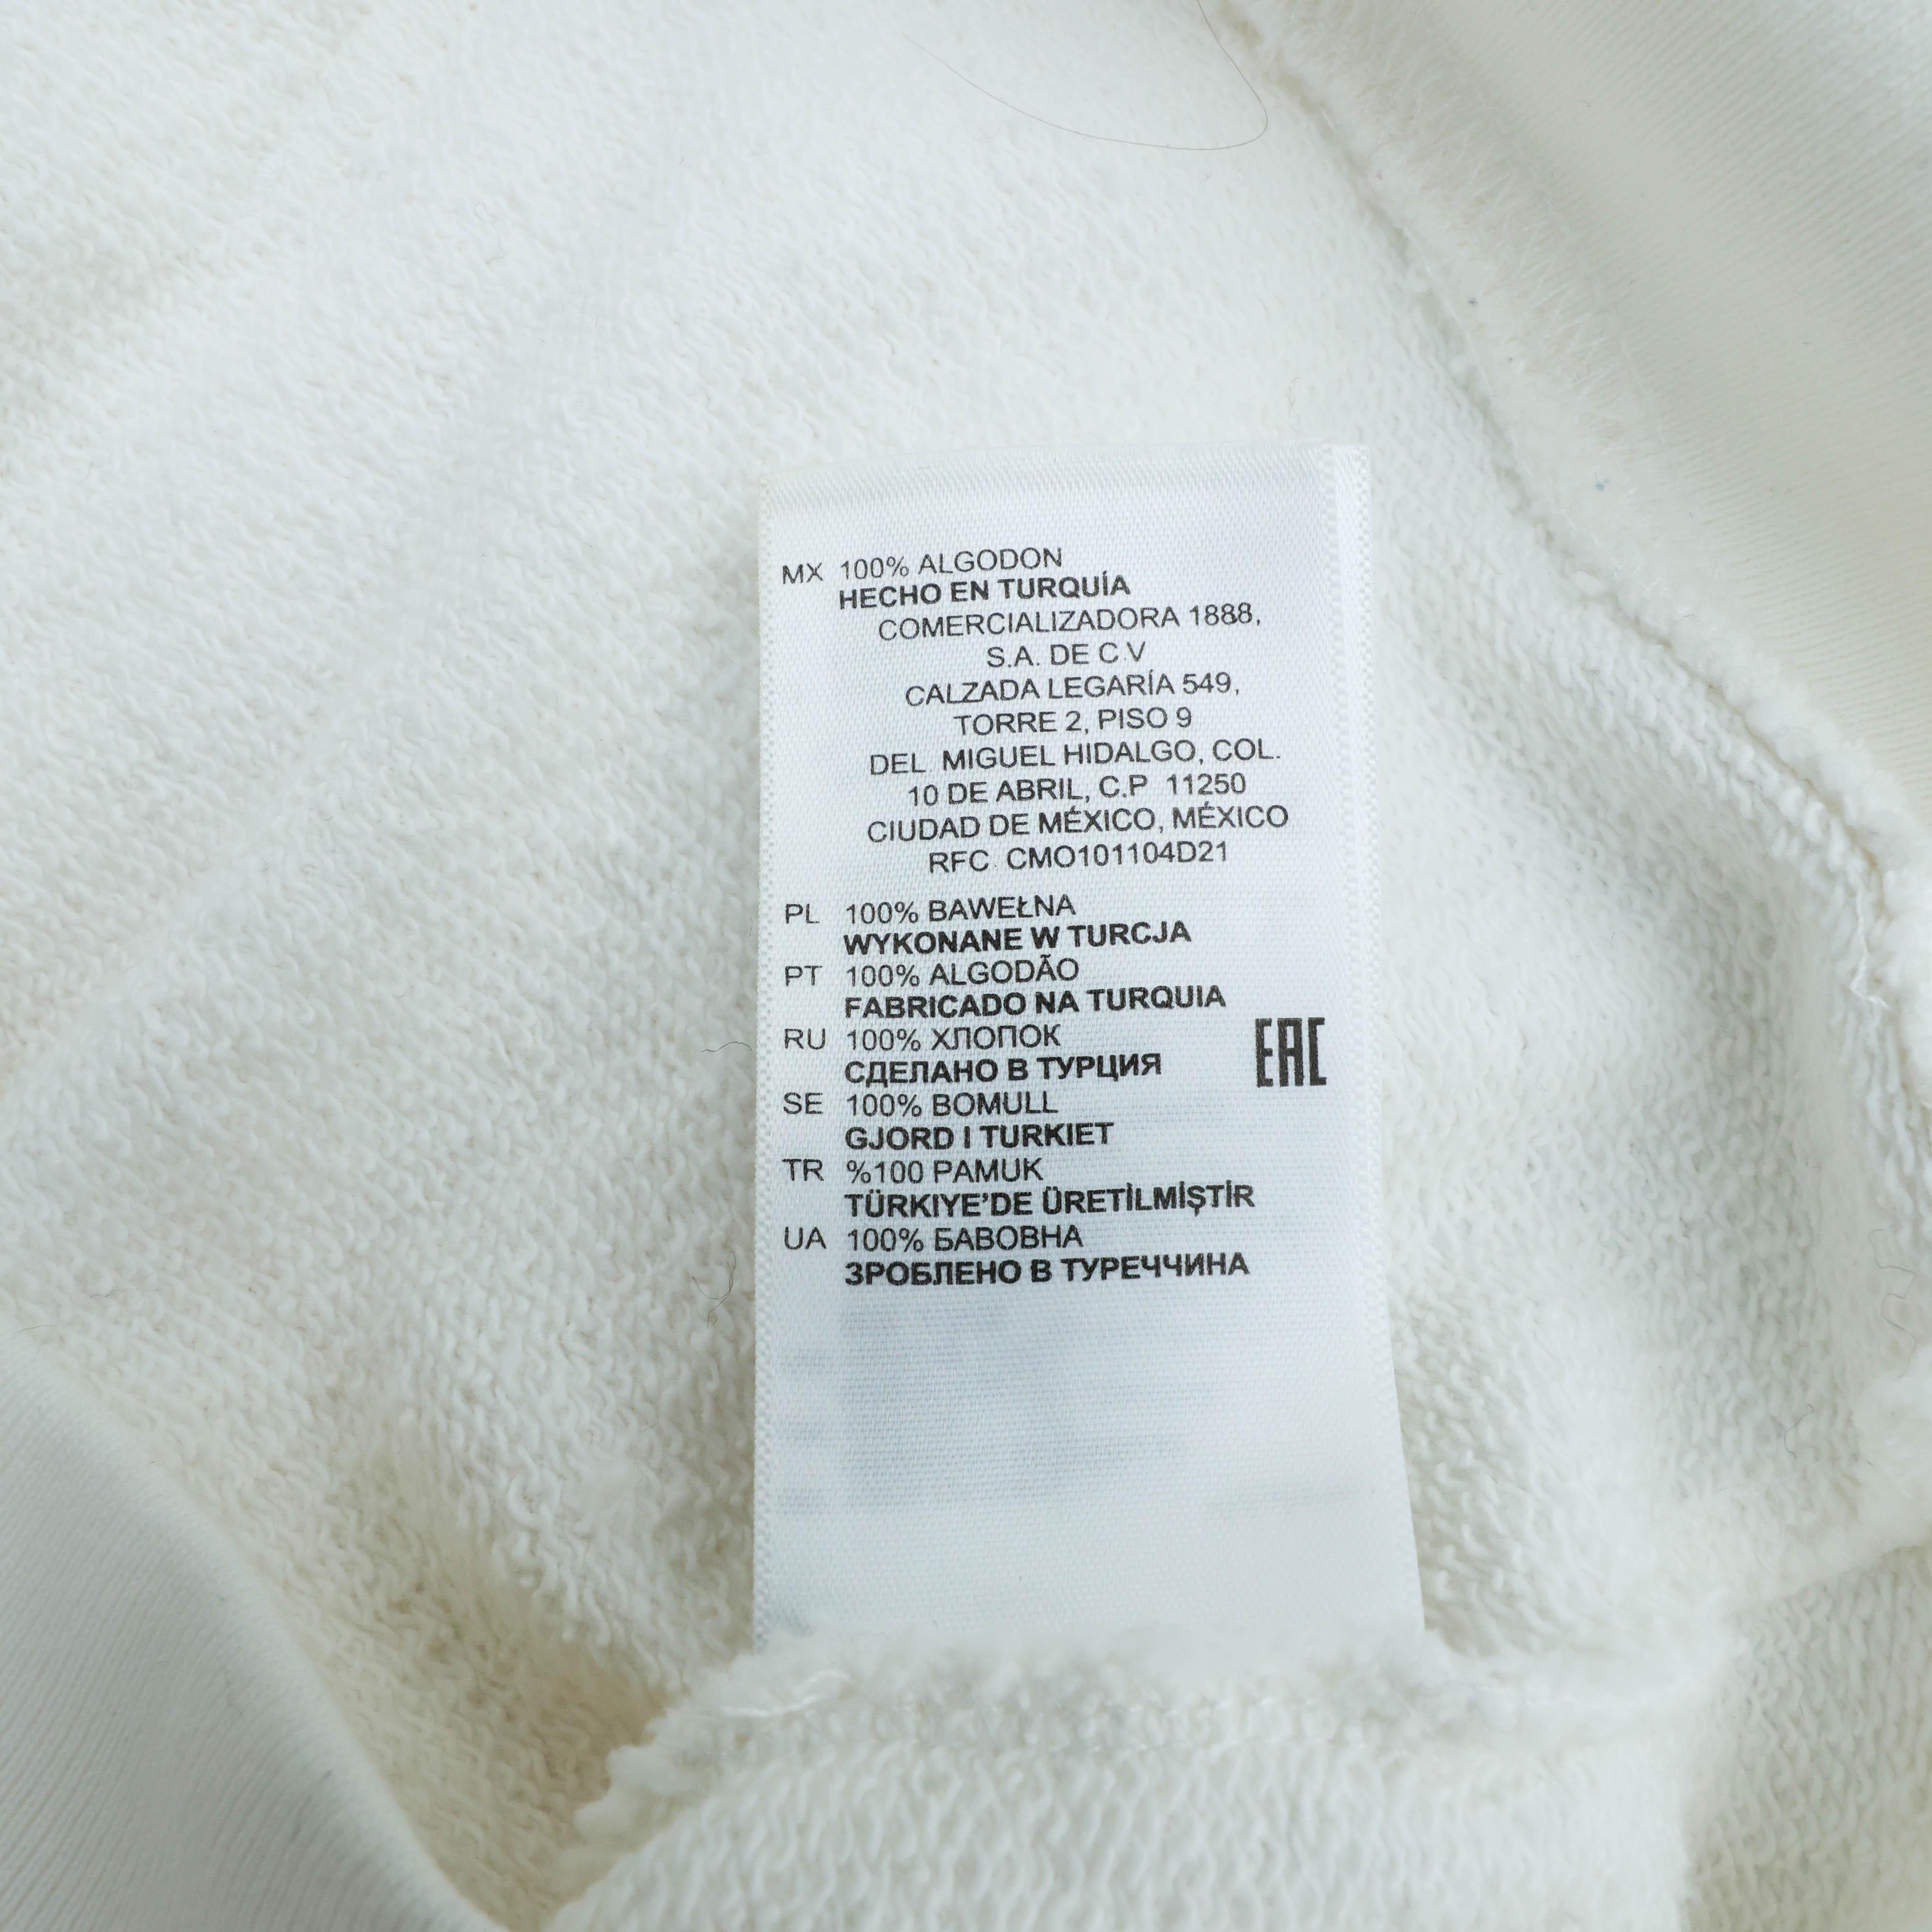 MX 100% ALGODON
HECHO EN TURQUÍA
COMERCIALIZADORA 1888,
S.A. DE C.V
CALZADA LEGARÍA 549,
TORRE 2, PISO 9
DEL MIGUEL HIDALGO, COL.
10 DE ABRIL, C.P 11250
CIUDAD DE MÉXICO, MÉXICO
RFC CMO101104D21
PL 100% BAWEŁNA
WYKONANE W TURCJA
PT 100% ALGODÃO
FABRICADO NA TURQUIA
RU 100% ХЛОПОК
СДЕЛАНО В ТУРЦИЯ
EAC
SE 100% BOMULL
GJORD I TURKIET
TR %100 PAMUK
TÜRKIYE'DE ÜRETİLMİŞTİR
UA 100% БАВОВНА
ЗРОБЛЕНО В ТУРЕЧЧИНА